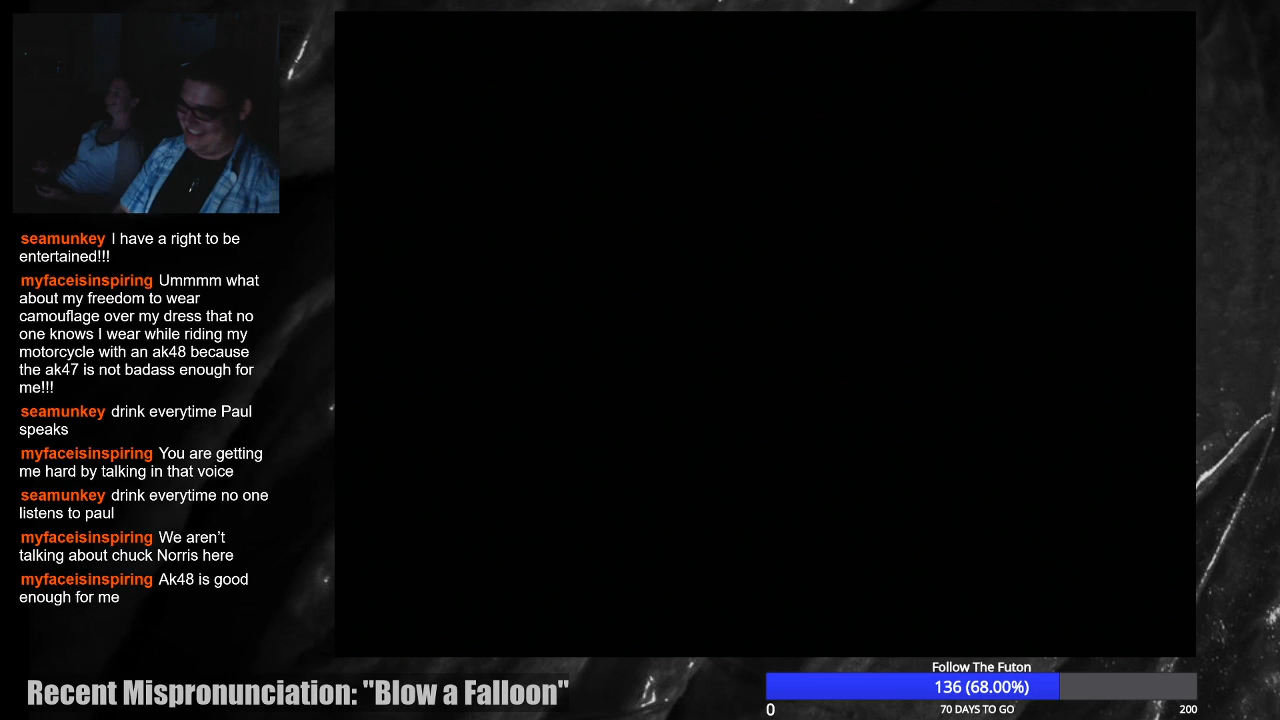 seamunkey I have a right to be
entertained!!!
myfaceisinspiring Ummmm what
about my freedom to wear
camouflage over my dress that no
one knows I wear while riding my
motorcycle with an ak48 because
the ak47 is not badass enough for
me!!!
seamunkey drink everytime Paul
speaks
myfaceisinspiring You are getting
me hard by talking in that voice
seamunkey drink everytime no one
listens to paul
myfaceisinspiring We aren't
talking about chuck Norris here
myfaceisinspiring Ak48 is good
enough for me
Recent Mispronunciation: "Blow a Falloon"
Follow The Futon
136 (68.00%)
0
70 DAYS TO GO
200